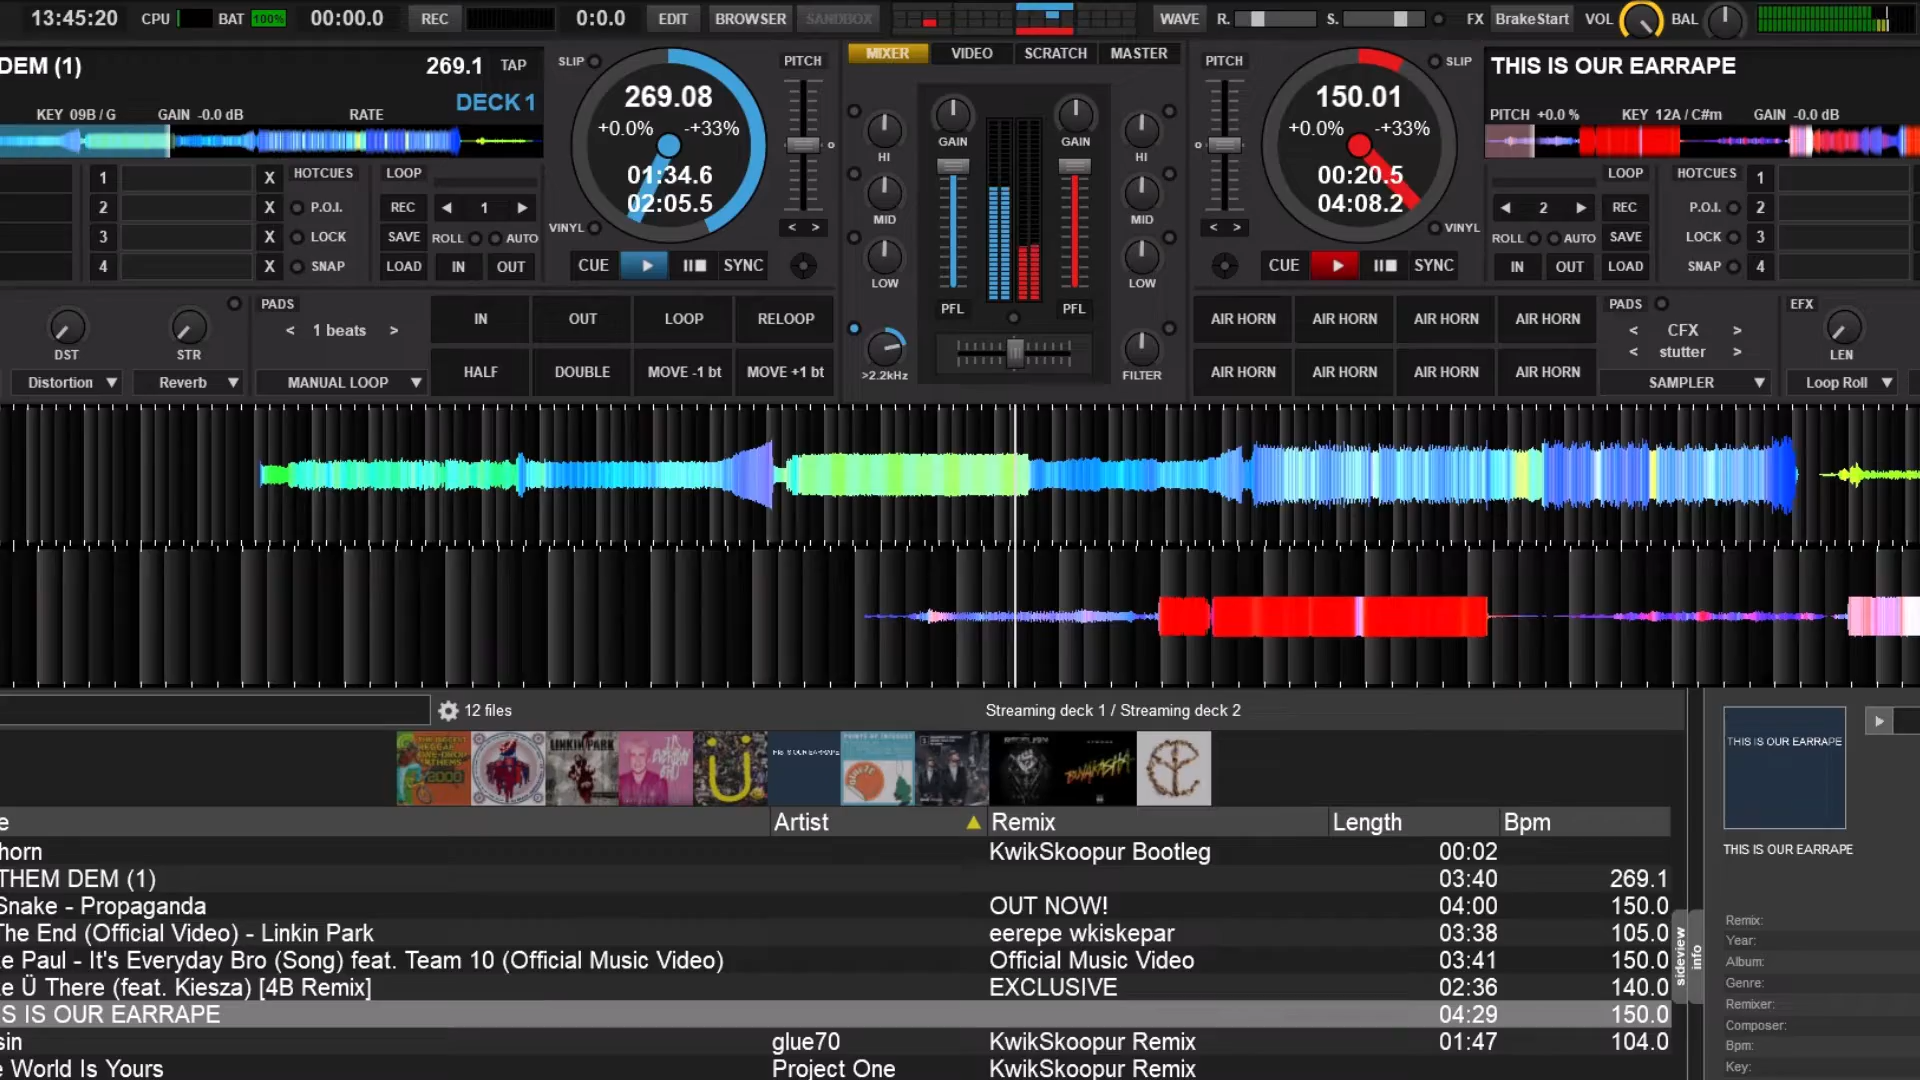 13:45:20 CPU BAT 100% 00:00.0 REC 0:0.0 EDIT BROWSER SANDBOX WAVE R. S. FX BrakeStart VOL BAL
DEM (1) 269.1 TAP
DECK 1
KEY 09B / G GAIN -0.0 dB RATE
SLIP
269.08
+0.0% -+33%
01:34.6
02:05.5
VINYL
PITCH
o
< >
MIXER VIDEO SCRATCH MASTER
GAIN GAIN
HI HI
MID MID
LOW LOW
PFL PFL
>2.2kHz FILTER
PITCH
o
< >
SLIP
150.01
+0.0% -+33%
00:20.5
04:08.2
VINYL
THIS IS OUR EARRAPE
PITCH +0.0 % KEY 12A / C#m GAIN -0.0 dB
1 X HOTCUES LOOP
2 X P.O.I. REC 1
3 X LOCK SAVE ROLL AUTO
4 X SNAP LOAD IN OUT
CUE SYNC
CUE SYNC
LOOP HOTCUES 1
2 REC P.O.I. 2
ROLL AUTO SAVE LOCK 3
IN OUT LOAD SNAP 4
DST STR
Distortion Reverb
PADS
< 1 beats >
MANUAL LOOP
IN OUT LOOP RELOOP
HALF DOUBLE MOVE -1 bt MOVE +1 bt
AIR HORN AIR HORN AIR HORN AIR HORN
AIR HORN AIR HORN AIR HORN AIR HORN
PADS
< CFX >
< stutter >
SAMPLER
EFX
LEN
Loop Roll
12 files Streaming deck 1 / Streaming deck 2
LINKIN PARK
THIS IS OUR EARRAPE
e Artist Remix Length Bpm
horn KwikSkoopur Bootleg 00:02
THEM DEM (1) 03:40 269.1
Snake - Propaganda OUT NOW! 04:00 150.0
The End (Official Video) - Linkin Park eerepe wkiskepar 03:38 105.0
ke Paul - It's Everyday Bro (Song) feat. Team 10 (Official Music Video) Official Music Video 03:41 150.0
ke Ü There (feat. Kiesza) [4B Remix] EXCLUSIVE 02:36 140.0
S IS OUR EARRAPE 04:29 150.0
sin glue70 KwikSkoopur Remix 01:47 104.0
e World Is Yours Project One KwikSkoopur Remix
sideview
info
THIS IS OUR EARRAPE
THIS IS OUR EARRAPE
Remix:
Year:
Album:
Genre:
Remixer:
Composer:
Bpm:
Key: